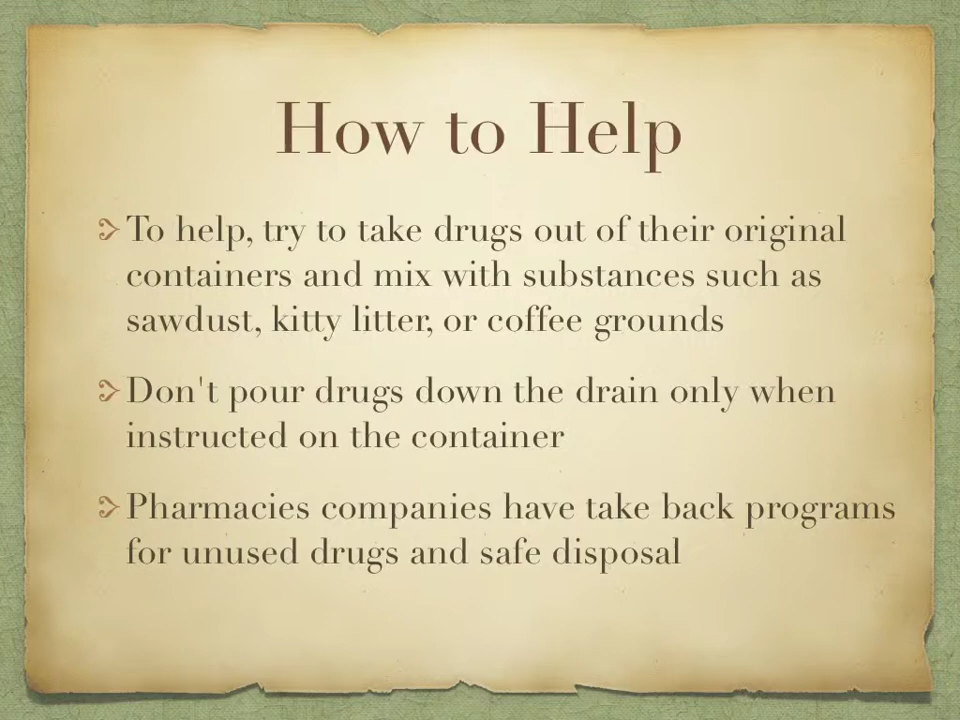 How to Help
To help, try to take drugs out of their original
containers and mix with substances such as
sawdust, kitty litter, or coffee grounds
Don't pour drugs down the drain only when
instructed on the container
Pharmacies companies have take back programs
for unused drugs and safe disposal